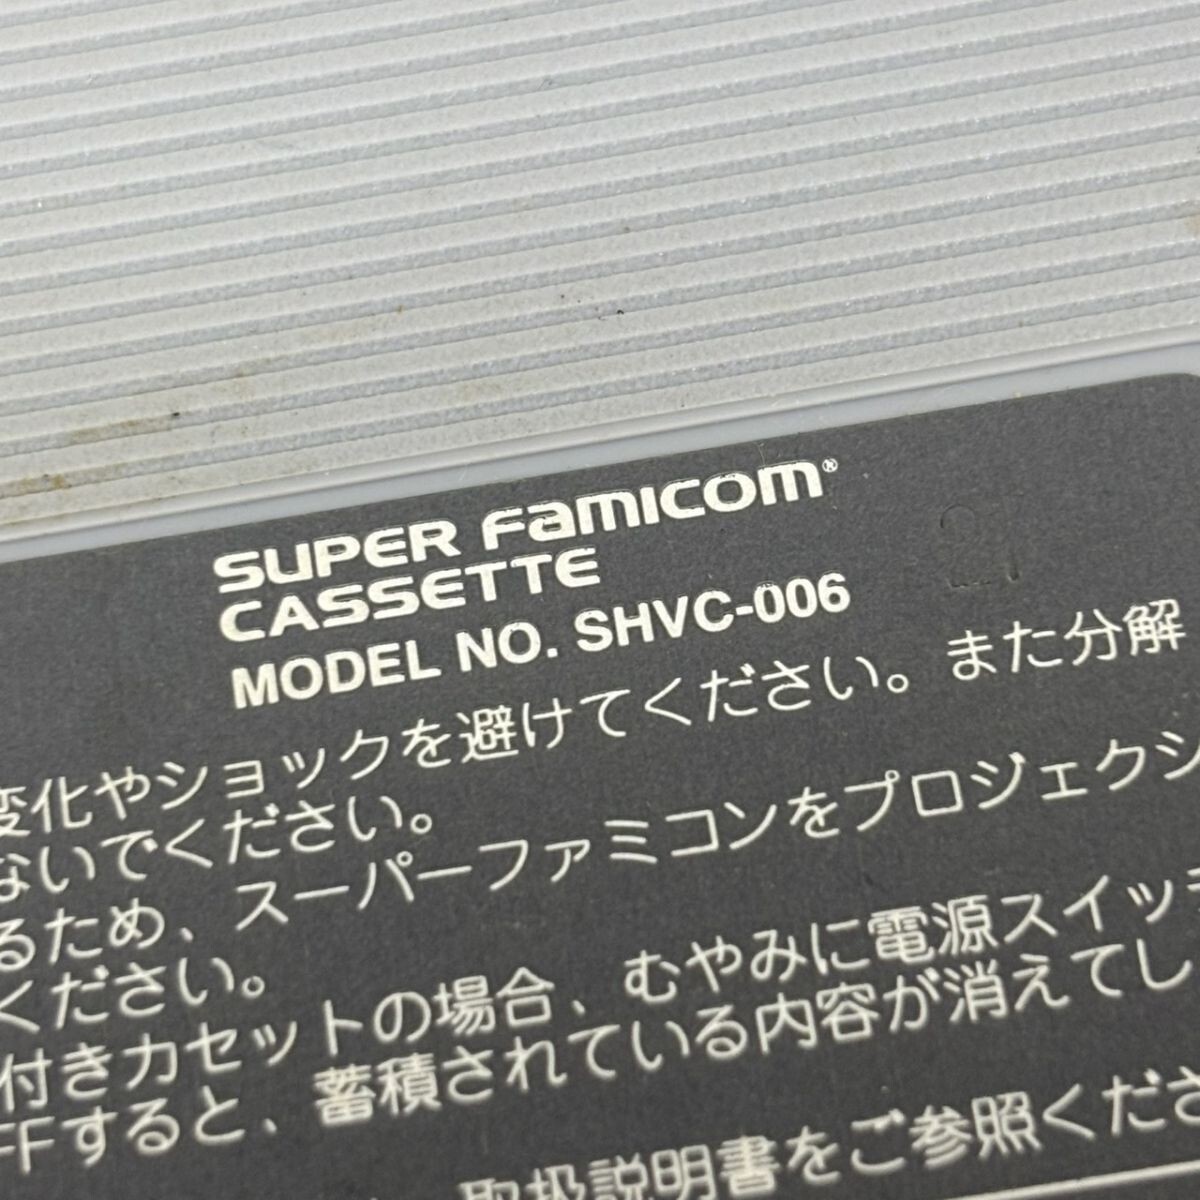 SUPER FAMICOM®
CASSETTE
MODEL NO. SHVC-006
変化やショックを避けてください。また分解
ないでください。
るため、スーパーファミコンをプロジェクシ
ください。
付きカセットの場合、むやみに電源スイッチ
FFすると、蓄積されている内容が消えてし
取扱説明書をご参照くださ